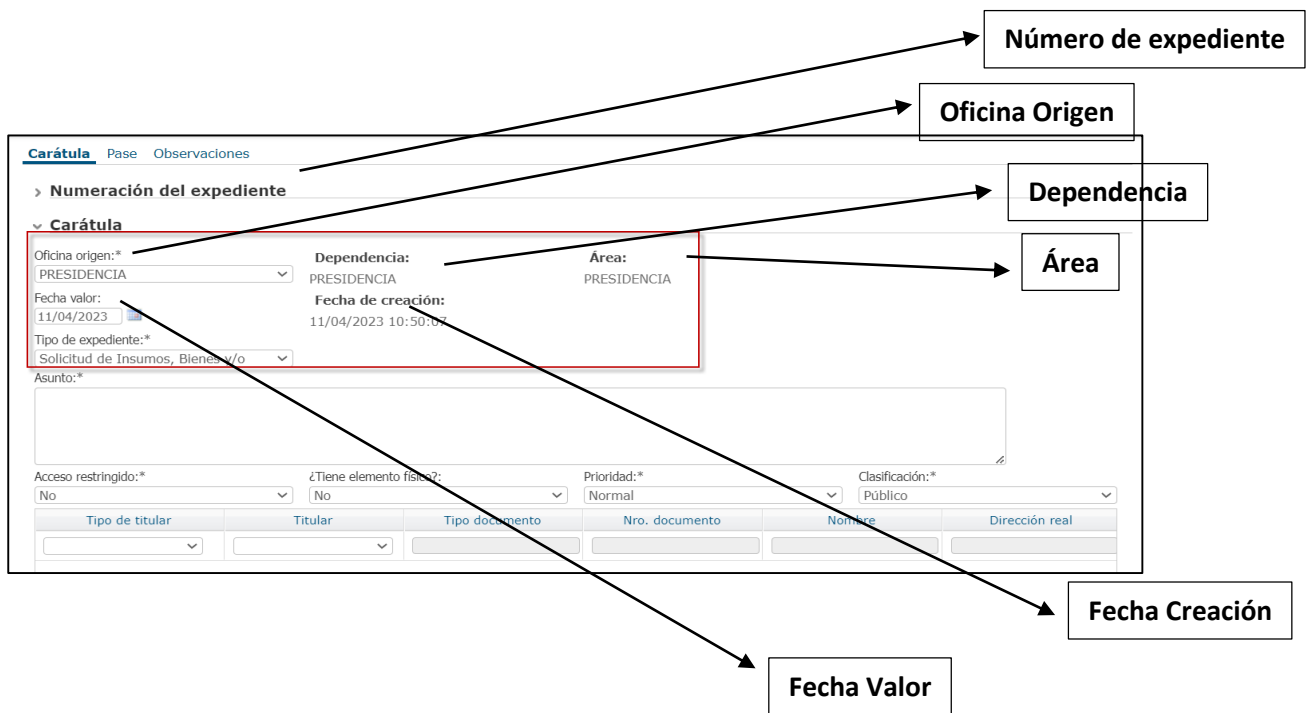 Número de expediente
Oficina Origen
Carátula Pase Observaciones
Numeración del expediente
Dependencia
Carátula
Oficina origen:* Dependencia: Área:
Área
PRESIDENCIA PRESIDENCIA PRESIDENCIA
Fecha valor: Fecha de creación:
11/04/2023 11/04/2023 10:50:07
Tipo de expediente:*
Solicitud de Insumos, Bienes y/o
Asunto:*
Acceso restringido:* ¿Tiene elemento físico?: Prioridad:* Clasificación:*
No No Normal Público
Tipo de titular Titular Tipo documento Nro. documento Nombre Dirección real
Fecha Creación
Fecha Valor